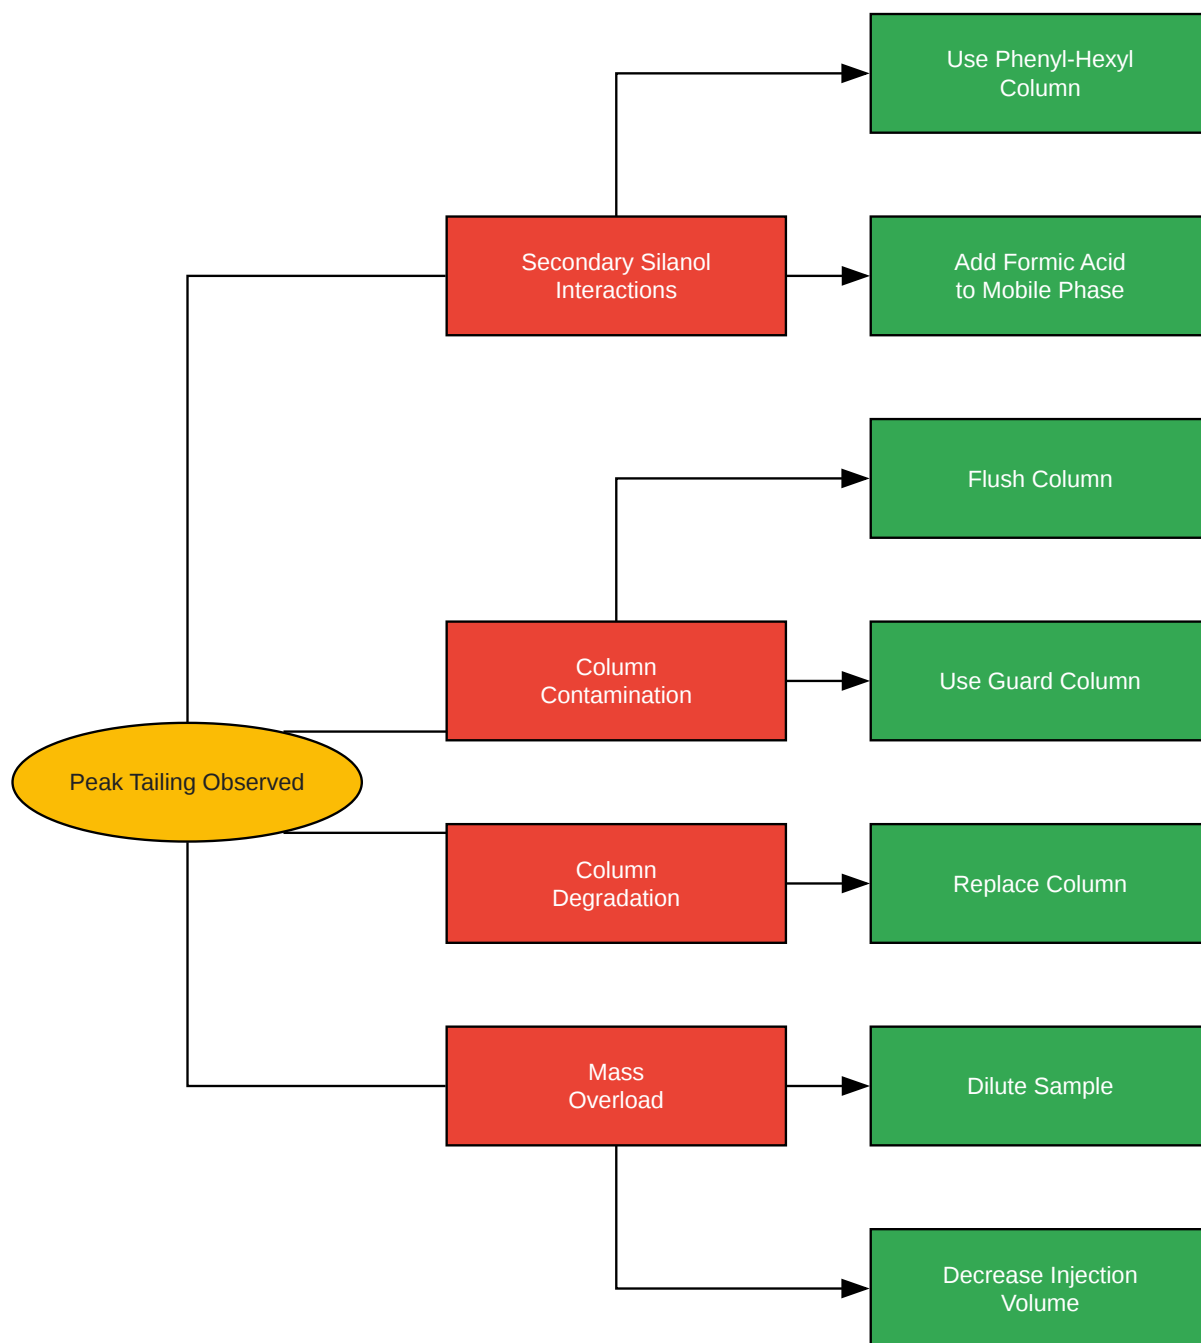 Use Phenyl-Hexyl
Column
Secondary Silanol
Interactions
Add Formic Acid
to Mobile Phase
Flush Column
Column
Contamination
Use Guard Column
Peak Tailing Observed
Column
Degradation
Replace Column
Mass
Overload
Dilute Sample
Decrease Injection
Volume